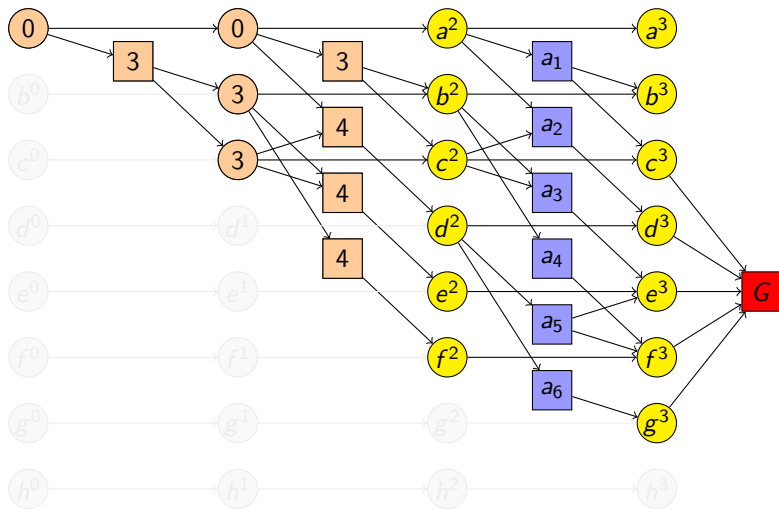 0 0 a² a³
3 3 a₁
b⁰ 3 b² b³
4 a₂
c⁰ 3 c² c³
4 a₃
d⁰ d¹ d² d³
4 a₄
e⁰ e¹ e² e³ G
a₅
f⁰ f¹ f² f³
a₆
g⁰ g¹ g² g³
h⁰ h¹ h² h³